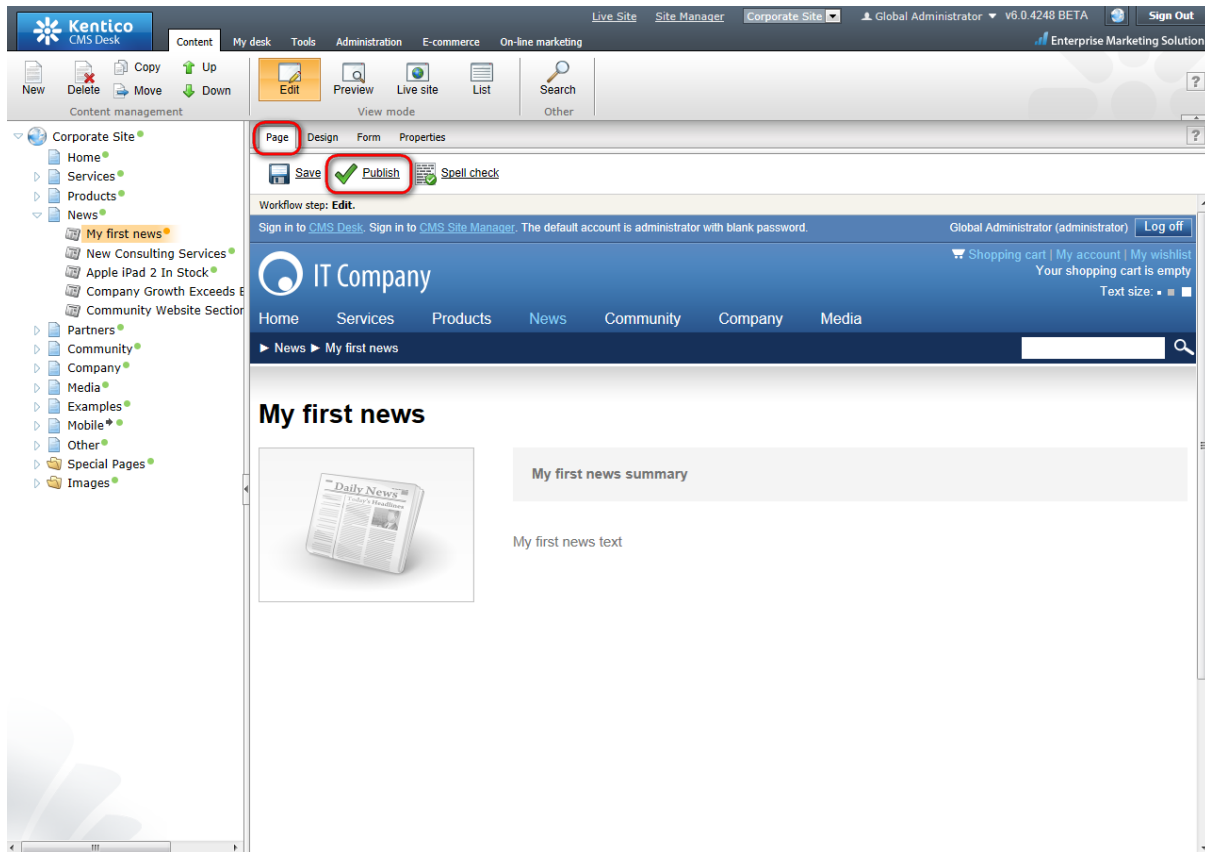 Kentico
CMS Desk
Live Site Site Manager Corporate Site Global Administrator v6.0.4248 BETA Sign Out
Content My desk Tools Administration E-commerce On-line marketing
Enterprise Marketing Solution
New Delete Copy Move Up Down
Content management
Edit Preview Live site List
View mode
Search
Other
?
Corporate Site
Home
Services
Products
News
My first news
New Consulting Services
Apple iPad 2 In Stock
Company Growth Exceeds E
Community Website Section
Partners
Community
Company
Media
Examples
Mobile
Other
Special Pages
Images
Page Design Form Properties
?
Save Publish Spell check
Workflow step: Edit.
Sign in to CMS Desk. Sign in to CMS Site Manager. The default account is administrator with blank password.
Global Administrator (administrator) Log off
IT Company
Shopping cart | My account | My wishlist
Your shopping cart is empty
Text size:
Home Services Products News Community Company Media
News My first news
My first news
Daily News
Today's Headlines
My first news summary
My first news text